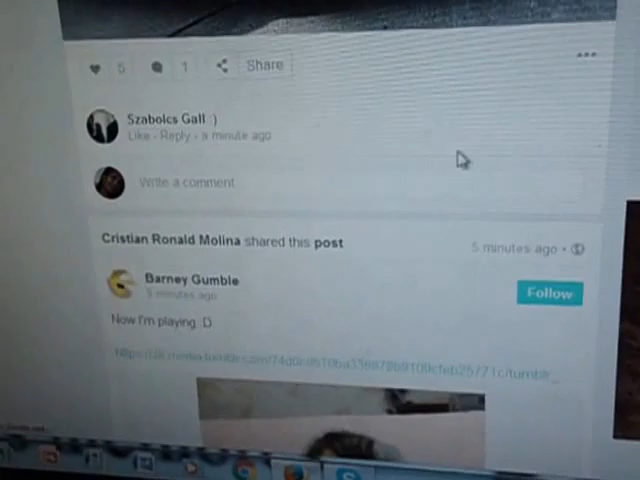 5 1 Share
Szabolcs Gall :)
Like - Reply - a minute ago
Write a comment
Cristian Ronald Molina shared this post
5 minutes ago
Barney Gumble
5 minutes ago
Follow
Now I'm playing :D